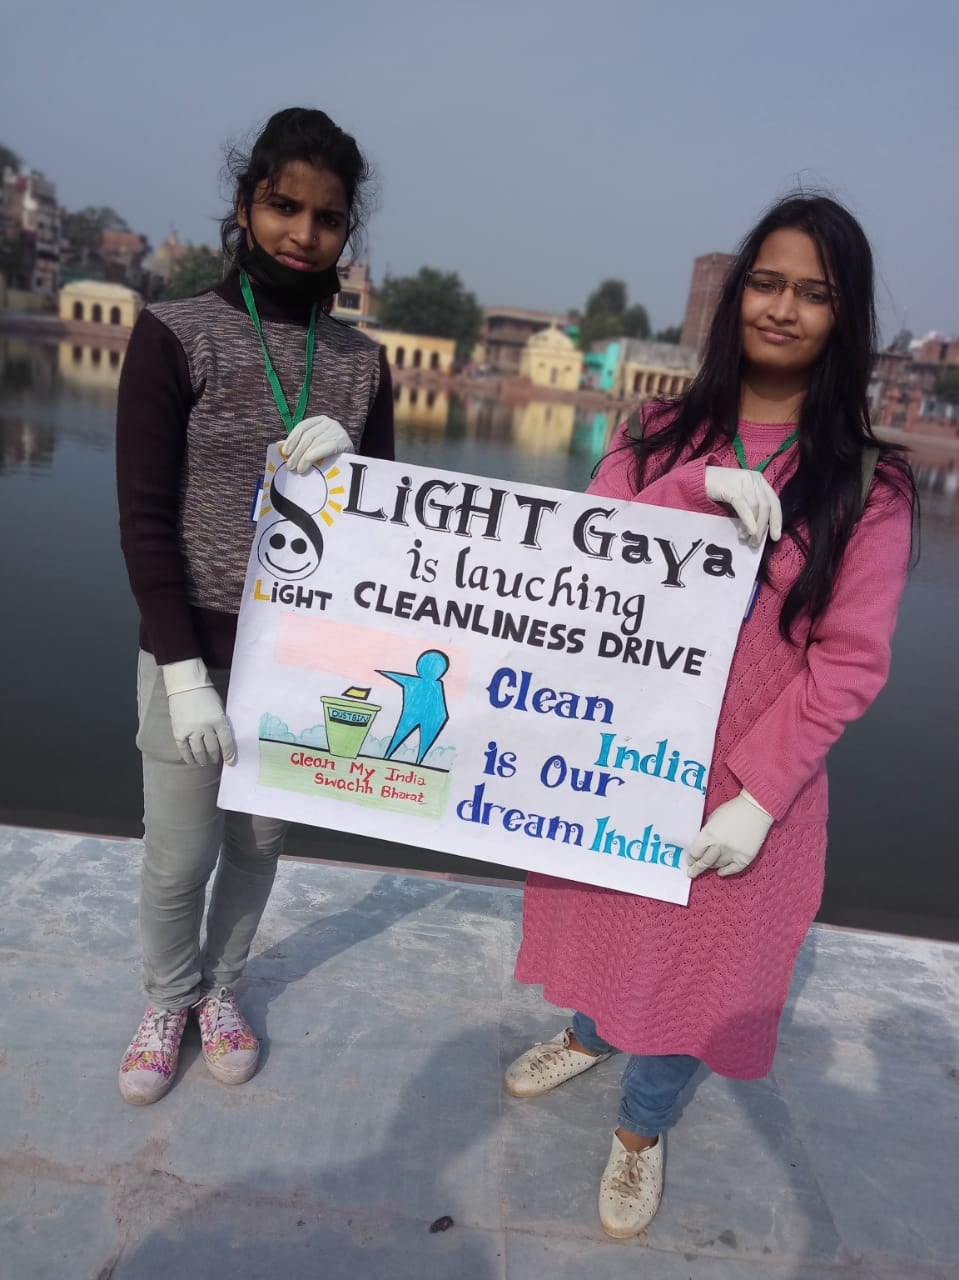 LiGHT GaYa
is lauching
CLEANLINESS DRIVE
LiGHT
DUSTBIN
Clean My India
Swachh Bharat
Clean
India,
is Our
dream India